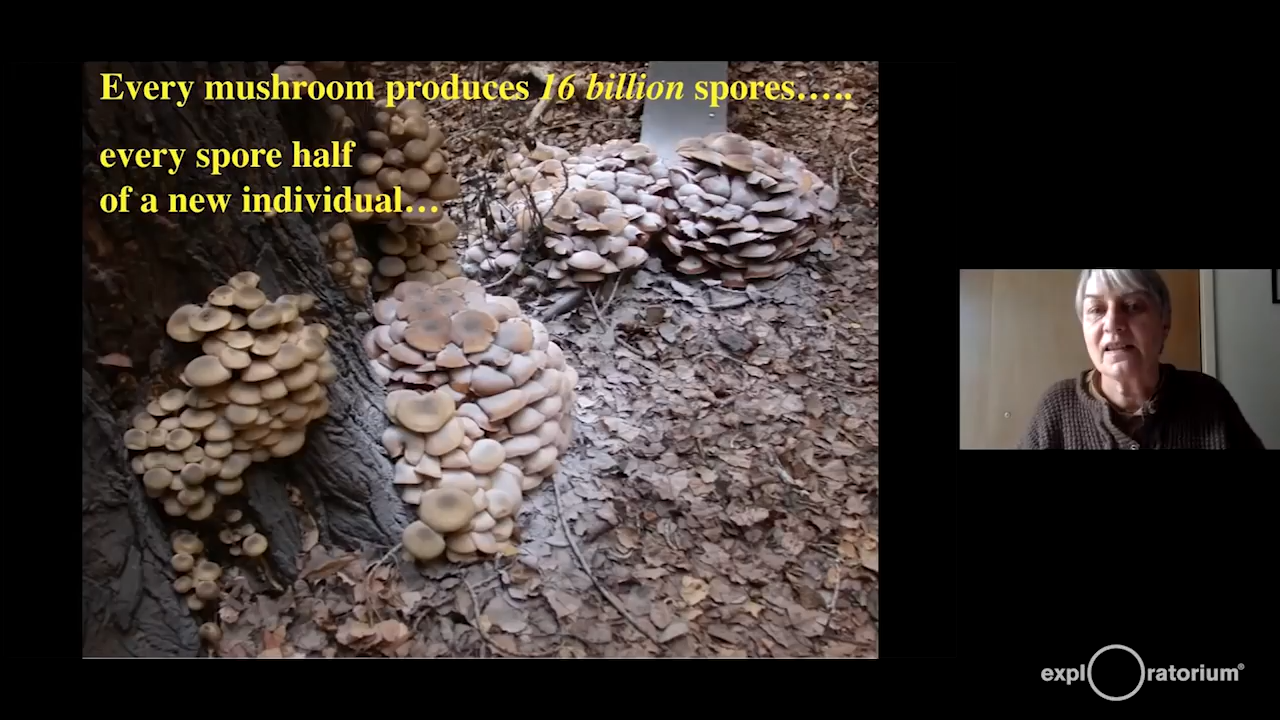 Every mushroom produces 16 billion spores…..
every spore half
of a new individual…
expl ratorium®